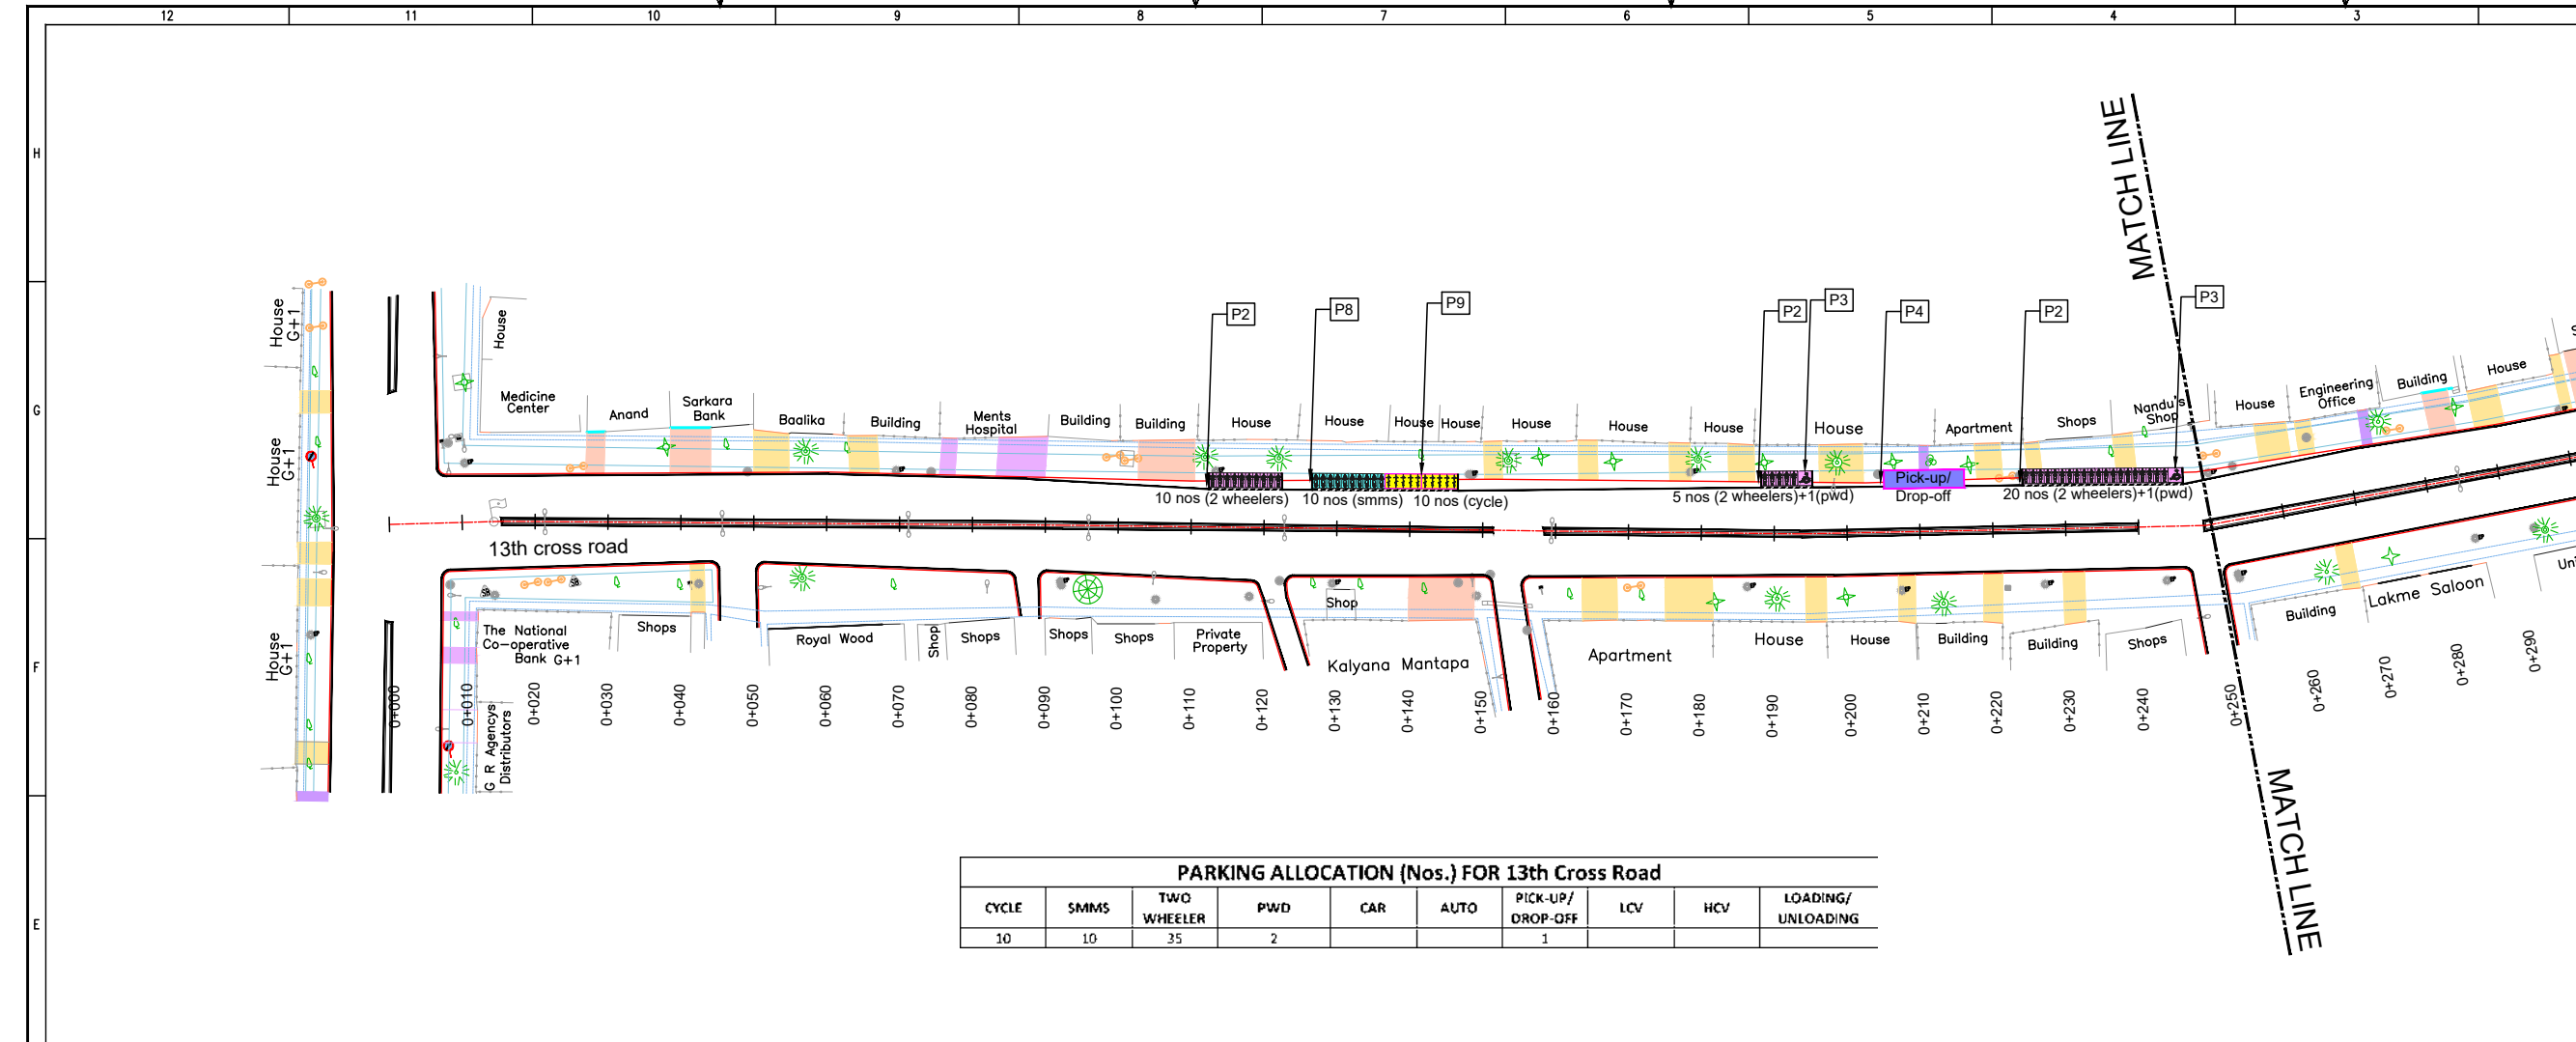 12 11 10 9 8 7 6 5 4 3
H
G
F
E
MATCH LINE
P2
P8
P9
P2
P3
P4
P2
P3
House
G+1
House
G+1
House
G+1
House
Medicine
Center
Anand
Sarkara
Bank
Baalika
Building
Ments
Hospital
Building
Building
House
House
House
House
House
House
House
House
Apartment
Shops
Nandu's
Shop
House
Engineering
Office
Building
House
10 nos (2 wheelers)
10 nos (smms)
10 nos (cycle)
5 nos (2 wheelers)+1(pwd)
Pick-up/
Drop-off
20 nos (2 wheelers)+1(pwd)
13th cross road
The National
Co-operative
Bank G+1
Shops
Royal Wood
Shop
Shops
Shops
Shops
Private
Property
Shop
Kalyana Mantapa
Apartment
House
House
Building
Building
Shops
Building
Lakme Saloon
Uni
G R Agencys
Distributors
0+000
0+010
0+020
0+030
0+040
0+050
0+060
0+070
0+080
0+090
0+100
0+110
0+120
0+130
0+140
0+150
0+160
0+170
0+180
0+190
0+200
0+210
0+220
0+230
0+240
0+250
0+260
0+270
0+280
0+290
MATCH LINE
PARKING ALLOCATION (Nos.) FOR 13th Cross Road
CYCLE SMMS TWO WHEELER PWD CAR AUTO PICK-UP/ DROP-OFF LCV HCV LOADING/ UNLOADING
10 10 35 2 1